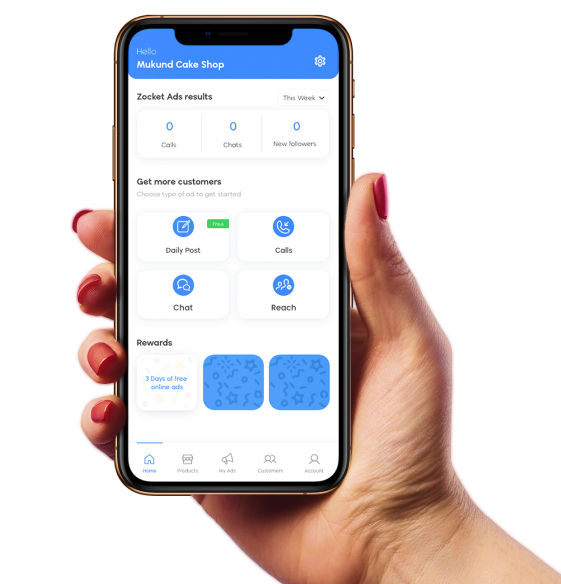 Hello
Mukund Cake Shop
Zocket Ads results
This Week
0
0
0
Calls
Chats
New followers
Get more customers
Choose type of ad to get started
Free
Daily Post
Calls
Chat
Reach
Rewards
3 Days of free
online ads
Home
Products
My Ads
Customers
Account